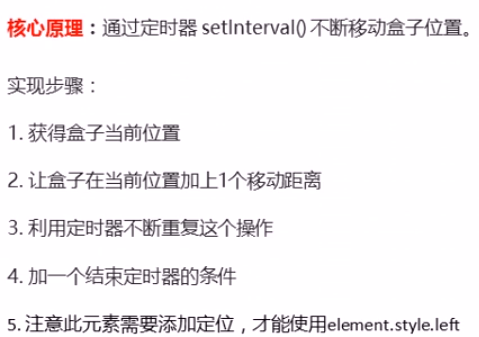 核心原理：通过定时器 setInterval() 不断移动盒子位置。
实现步骤：
1. 获得盒子当前位置
2. 让盒子在当前位置加上1个移动距离
3. 利用定时器不断重复这个操作
4. 加一个结束定时器的条件
5. 注意此元素需要添加定位，才能使用element.style.left